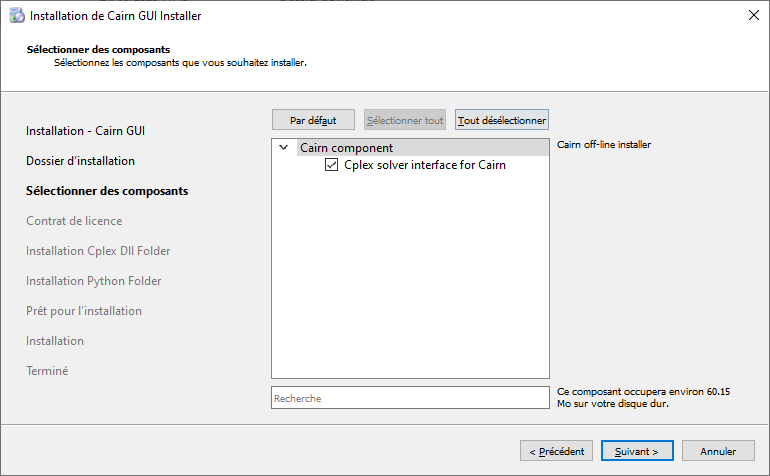 Installation de Cairn GUI Installer
Sélectionner des composants
Sélectionnez les composants que vous souhaitez installer.
Installation - Cairn GUI
Dossier d'installation
Sélectionner des composants
Contrat de licence
Installation Cplex Dll Folder
Installation Python Folder
Prêt pour l'installation
Installation
Terminé
Par défaut
Sélectionner tout
Tout désélectionner
Cairn component
Cplex solver interface for Cairn
Cairn off-line installer
Recherche
Ce composant occupera environ 60.15
Mo sur votre disque dur.
< Précédent
Suivant >
Annuler